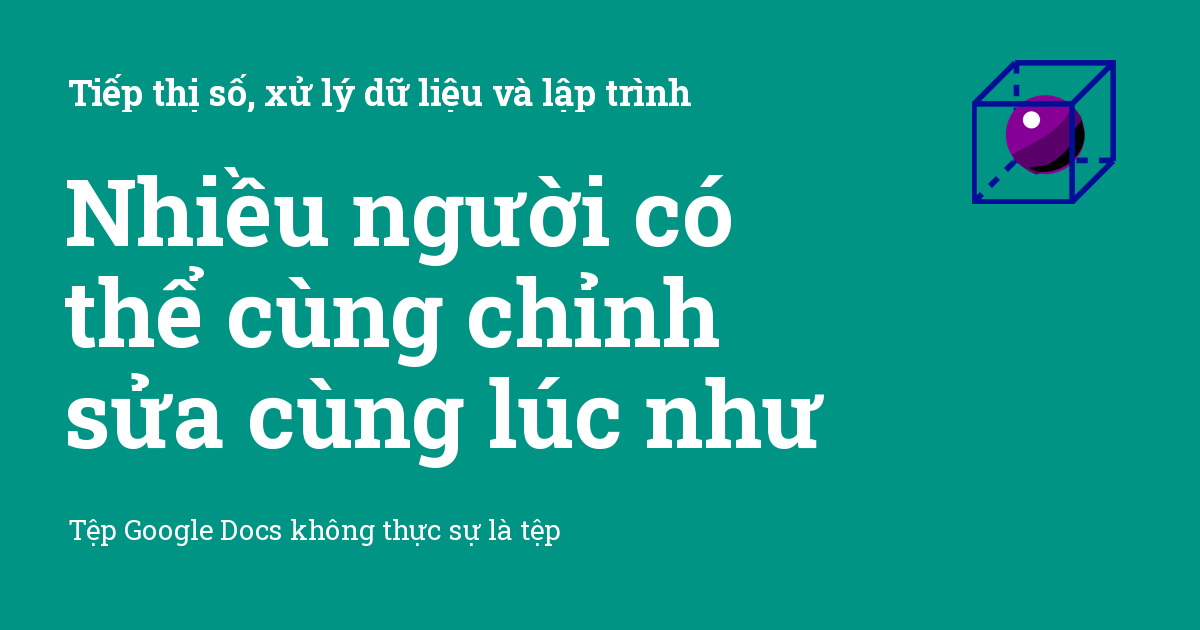 Tiếp thị số, xử lý dữ liệu và lập trình
Nhiều người có
thể cùng chỉnh
sửa cùng lúc như
Tệp Google Docs không thực sự là tệp